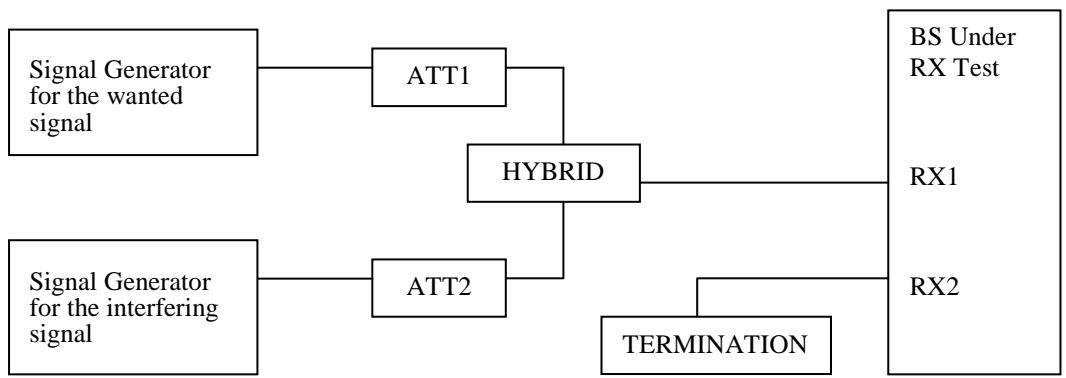 Signal Generator
for the wanted
signal
ATT1
HYBRID
Signal Generator
for the interfering
signal
ATT2
TERMINATION
BS Under
RX Test
RX1
RX2